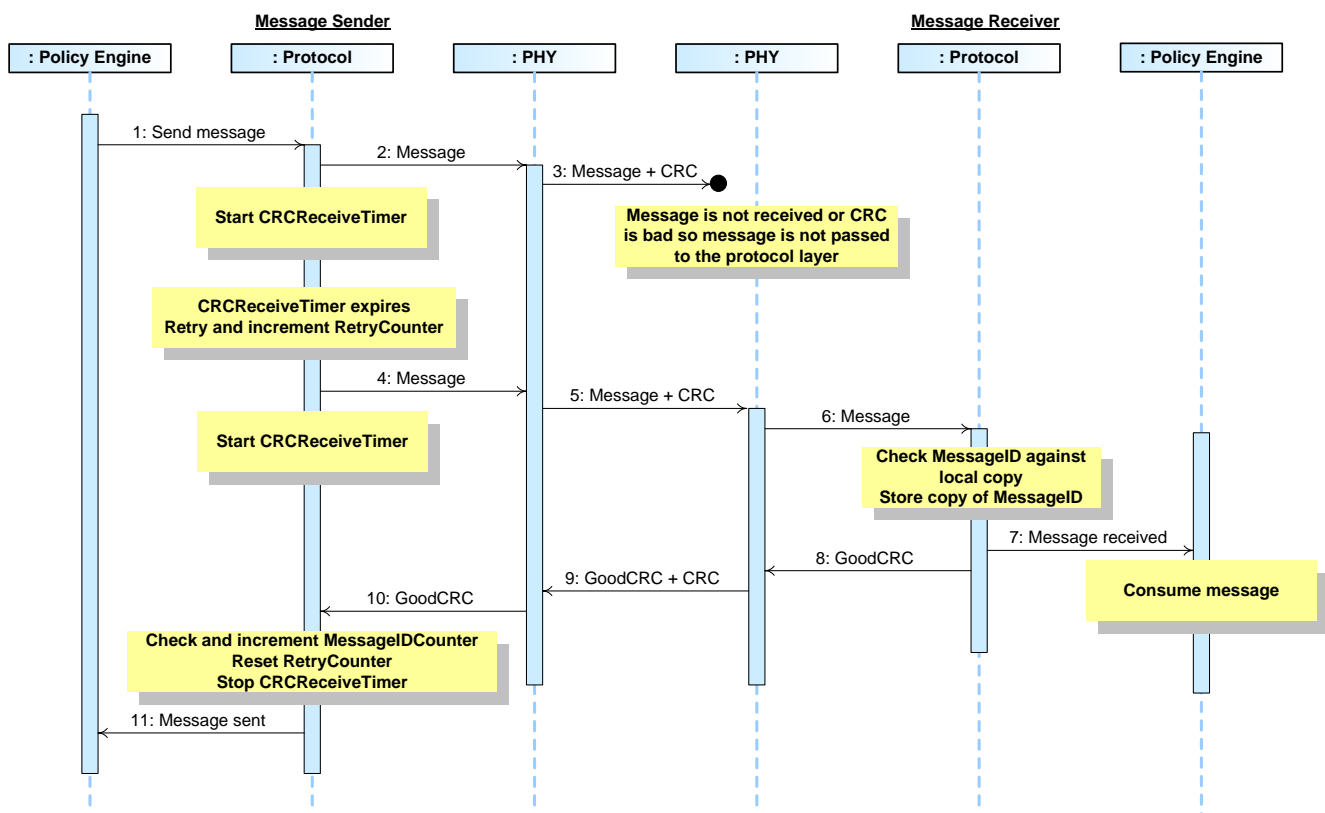 Message Sender
Message Receiver
: Policy Engine
: Protocol
: PHY
: PHY
: Protocol
: Policy Engine
1: Send message
2: Message
3: Message + CRC
Start CRCReceiveTimer
Message is not received or CRC
is bad so message is not passed
to the protocol layer
CRCReceiveTimer expires
Retry and increment RetryCounter
4: Message
5: Message + CRC
6: Message
Start CRCReceiveTimer
Check MessageID against
local copy
Store copy of MessageID
7: Message received
8: GoodCRC
9: GoodCRC + CRC
10: GoodCRC
Consume message
Check and increment MessageIDCounter
Reset RetryCounter
Stop CRCReceiveTimer
11: Message sent